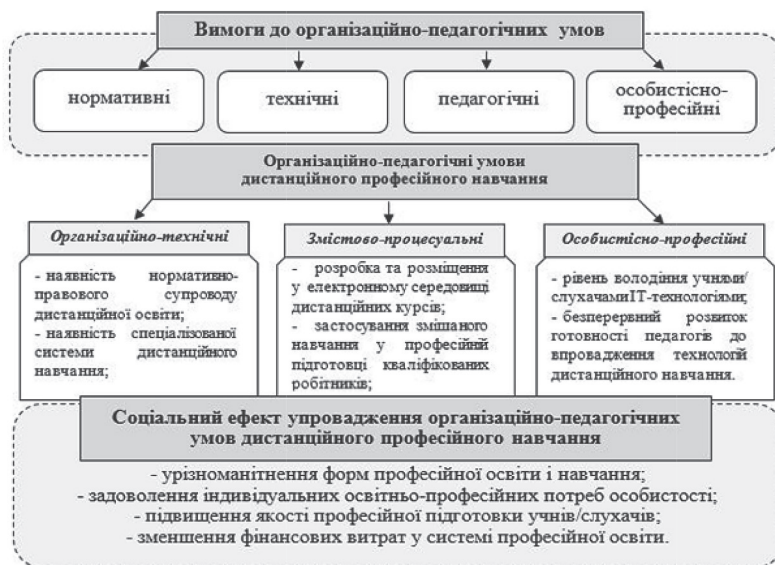 Вимоги до організаційно-педагогічних умов
нормативні
технічні
педагогічні
особистісно-
професійні
Організаційно-педагогічні умови
дистанційного професійного навчання
Організаційно-технічні
- наявність нормативно-
правового супроводу
дистанційної освіти;
- наявність спеціалізованої
системи дистанційного
навчання;
Змістово-процесуальні
- розробка та розміщення
у електронному середовищі
дистанційних курсів;
- застосування змішаного
навчання у професійній
підготовці кваліфікованих
робітників;
Особистісно-професійні
- рівень володіння учнями/
слухачами ІТ-технологіями;
- безперервний розвиток
готовності педагогів до
впровадження технологій
дистанційного навчання.
Соціальний ефект упровадження організаційно-педагогічних
умов дистанційного професійного навчання
- урізноманітнення форм професійної освіти і навчання;
- задоволення індивідуальних освітньо-професійних потреб особистості;
- підвищення якості професійної підготовки учнів/слухачів;
- зменшення фінансових витрат у системі професійної освіти.